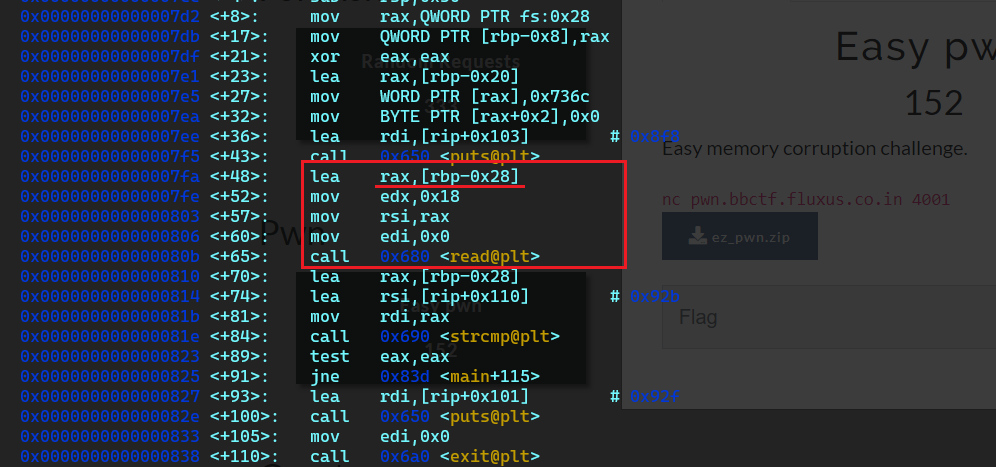 0x00000000000007d2 <+8>: mov rax,QWORD PTR fs:0x28
0x00000000000007db <+17>: mov QWORD PTR [rbp-0x8],rax
0x00000000000007df <+21>: xor eax,eax
0x00000000000007e1 <+23>: lea rax,[rbp-0x20]
0x00000000000007e5 <+27>: mov WORD PTR [rax],0x736c
0x00000000000007ea <+32>: mov BYTE PTR [rax+0x2],0x0
0x00000000000007ee <+36>: lea rdi,[rip+0x103] # 0x8f8
0x00000000000007f5 <+43>: call 0x650 <puts@plt>
0x00000000000007fa <+48>: lea rax,[rbp-0x28]
0x00000000000007fe <+52>: mov edx,0x18
0x0000000000000803 <+57>: mov rsi,rax
0x0000000000000806 <+60>: mov edi,0x0
0x000000000000080b <+65>: call 0x680 <read@plt>
0x0000000000000810 <+70>: lea rax,[rbp-0x28]
0x0000000000000814 <+74>: lea rsi,[rip+0x110] # 0x92b
0x000000000000081b <+81>: mov rdi,rax
0x000000000000081e <+84>: call 0x690 <strcmp@plt>
0x0000000000000823 <+89>: test eax,eax
0x0000000000000825 <+91>: jne 0x83d <main+115>
0x0000000000000827 <+93>: lea rdi,[rip+0x101] # 0x92f
0x000000000000082e <+100>: call 0x650 <puts@plt>
0x0000000000000833 <+105>: mov edi,0x0
0x0000000000000838 <+110>: call 0x6a0 <exit@plt>
Requests
Pwn
Easy pwn
152
Easy pw
152
Easy memory corruption challenge.
nc pwn.bbctf.fluxus.co.in 4001
ez_pwn.zip
Flag